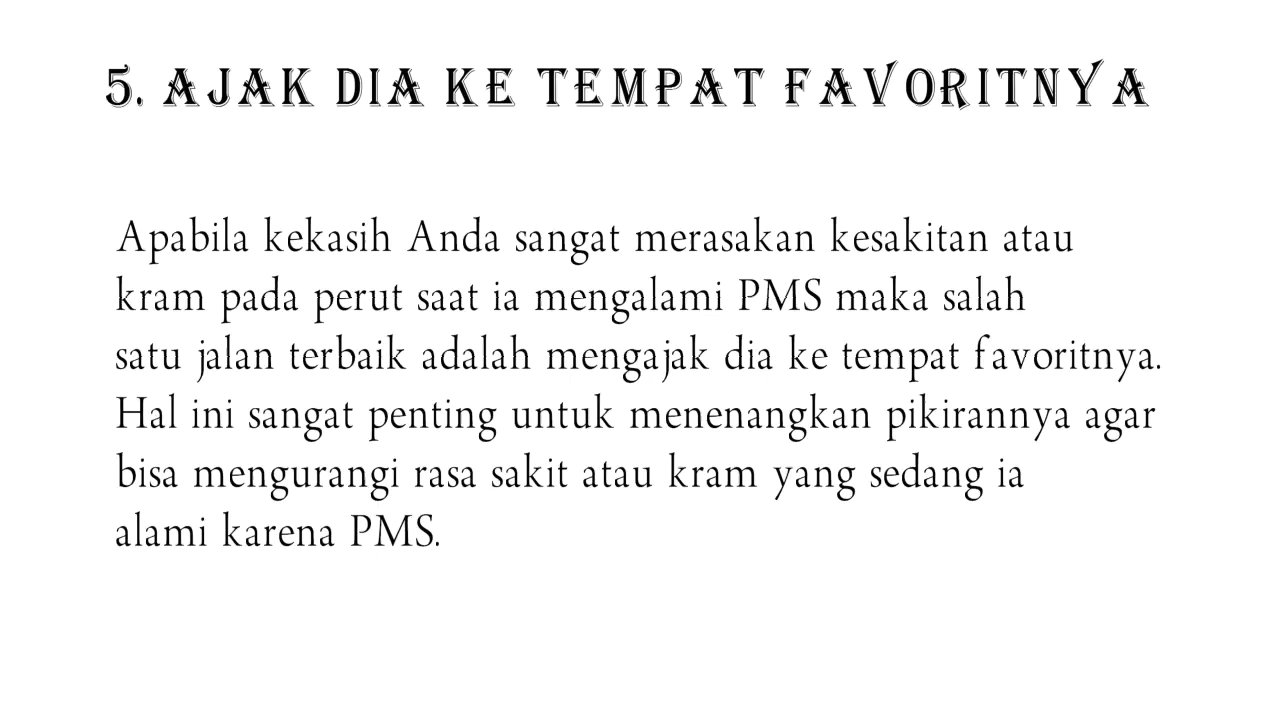 5. AJAK DIA KE TEMPAT FAVORITNYA
Apabila kekasih Anda sangat merasakan kesakitan atau
kram pada perut saat ia mengalami PMS maka salah
satu jalan terbaik adalah mengajak dia ke tempat favoritnya.
Hal ini sangat penting untuk menenangkan pikirannya agar
bisa mengurangi rasa sakit atau kram yang sedang ia
alami karena PMS.